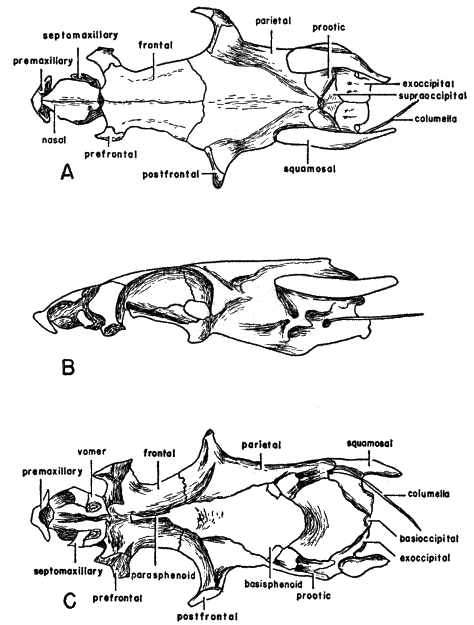 septomaxillary
premaxillary
frontal
parietal
prootic
exoccipital
supraoccipital
columella
nasal
prefrontal
postfrontal
squamosal
A
B
vomer
frontal
parietal
squamosal
premaxillary
columella
basioccipital
exoccipital
septomaxillary
parasphenoid
basisphenoid
prootic
prefrontal
postfrontal
C